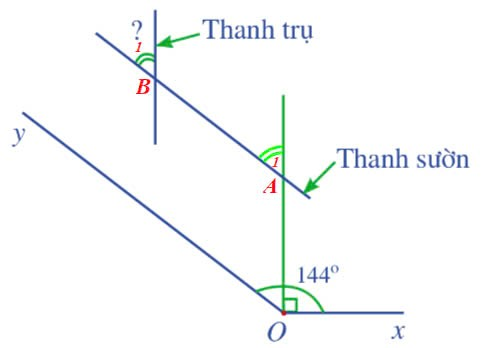 ?
Thanh trụ
1
B
y
1
A
Thanh sườn
144°
O
x